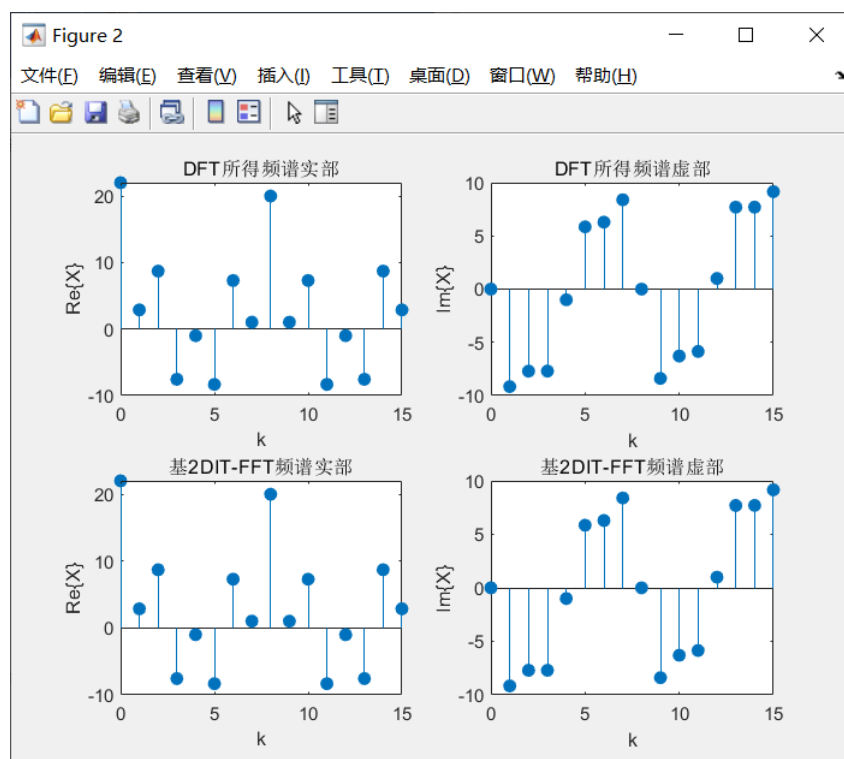 Figure 2
文件(F) 编辑(E) 查看(V) 插入(I) 工具(T) 桌面(D) 窗口(W) 帮助(H)
DFT所得频谱实部
20
10
0
-10
Re{X}
0 5 10 15
k
DFT所得频谱虚部
10
5
0
-5
-10
Im{X}
0 5 10 15
k
基2DIT-FFT频谱实部
20
10
0
-10
Re{X}
0 5 10 15
k
基2DIT-FFT频谱虚部
10
5
0
-5
-10
Im{X}
0 5 10 15
k